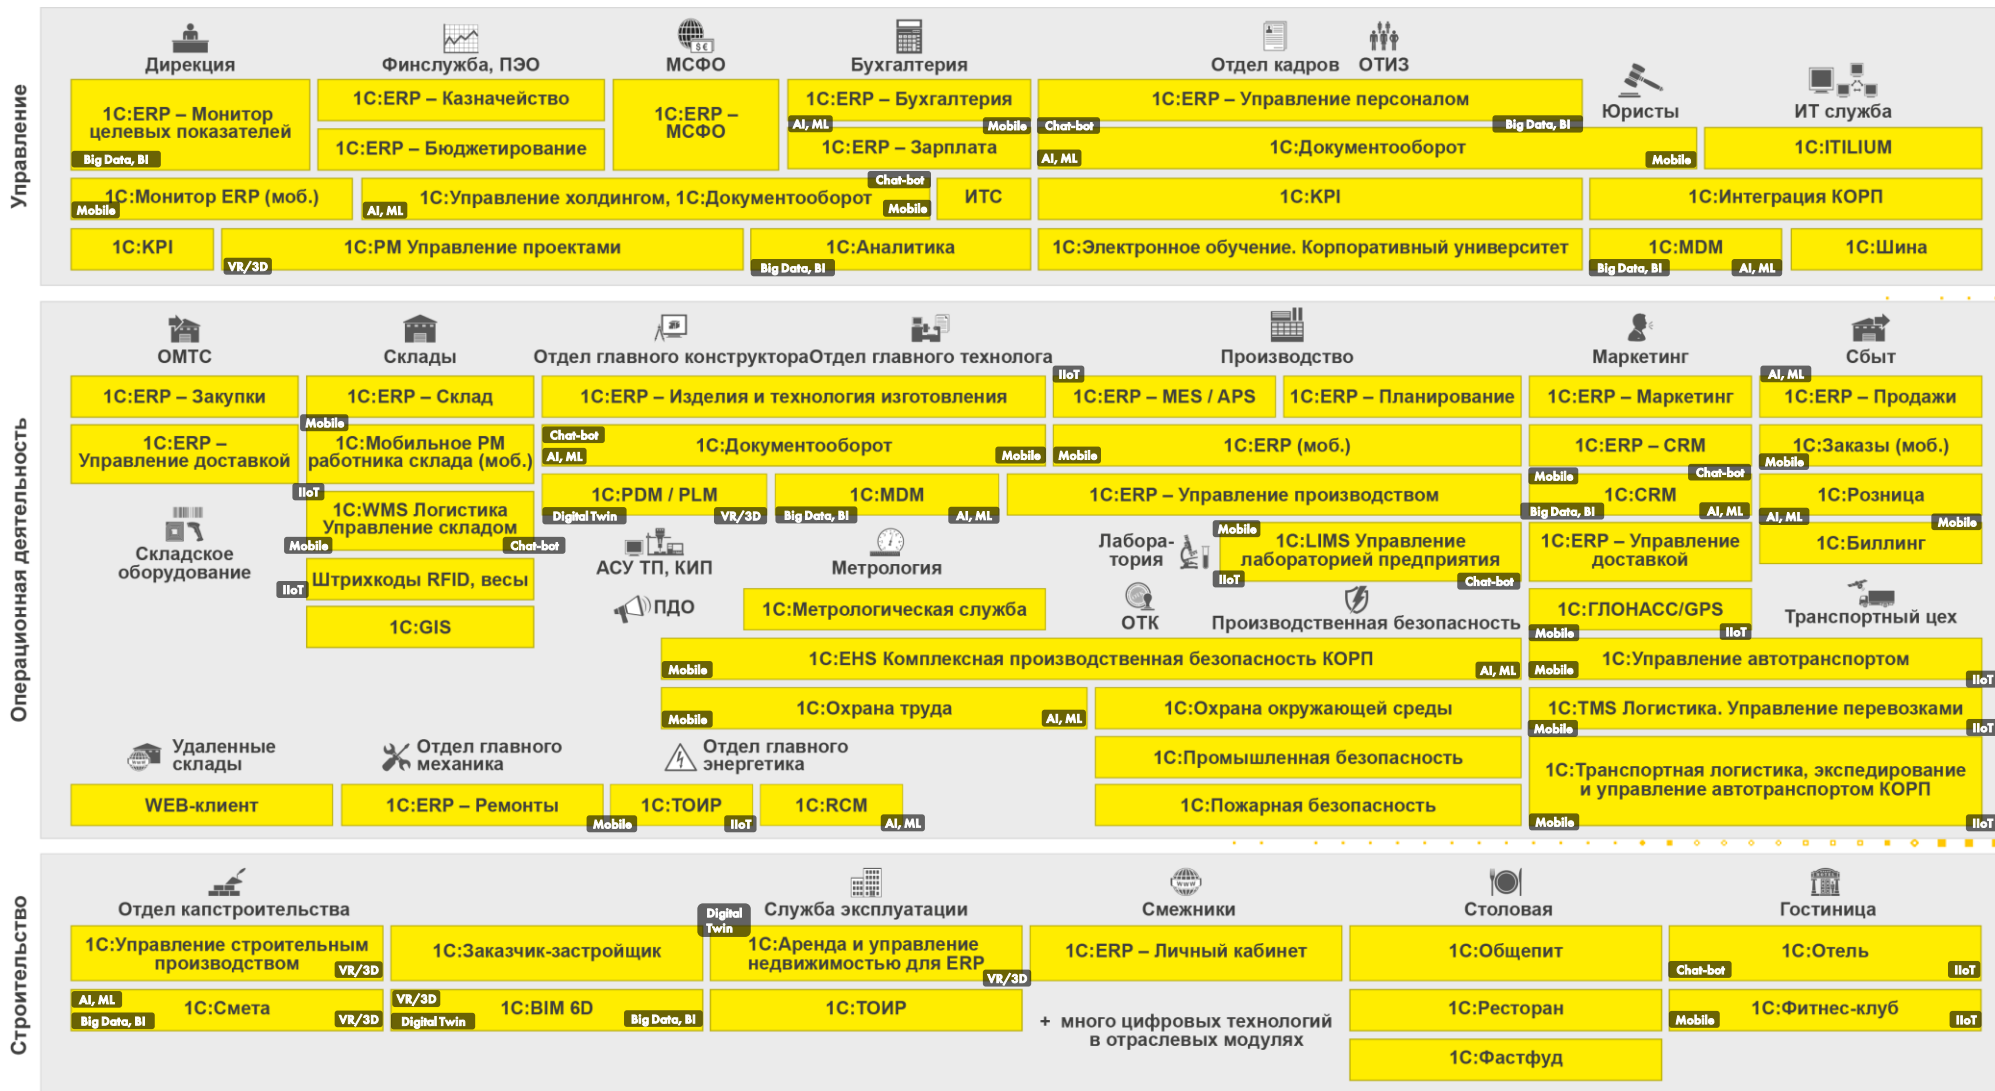 Управление
Дирекция
Финслужба, ПЭО
МСФО
Бухгалтерия
Отдел кадров
ОТИЗ
Юристы
ИТ служба
1С:ERP – Монитор
целевых показателей
Big Data, BI
1С:ERP – Казначейство
1С:ERP – Бюджетирование
1С:ERP –
МСФО
1С:ERP – Бухгалтерия
AI, ML
Mobile
1С:ERP – Зарплата
1С:ERP – Управление персоналом
Chat-bot
Big Data, BI
1С:Документооборот
AI, ML
Mobile
1С:ITILIUM
1С:Монитор ERP (моб.)
Mobile
1С:Управление холдингом, 1С:Документооборот
AI, ML
Chat-bot
Mobile
ИТС
1С:KPI
1С:Интеграция КОРП
1С:KPI
1С:PM Управление проектами
VR/3D
1С:Аналитика
Big Data, BI
1С:Электронное обучение. Корпоративный университет
1С:MDM
Big Data, BI
AI, ML
1С:Шина
Операционная деятельность
ОМТС
Склады
Отдел главного конструктора
Отдел главного технолога
Производство
Маркетинг
Сбыт
1С:ERP – Закупки
1С:ERP – Склад
Mobile
1С:ERP – Изделия и технология изготовления
IIoT
1С:ERP – MES / APS
1С:ERP – Планирование
1С:ERP – Маркетинг
AI, ML
1С:ERP – Продажи
1С:ERP –
Управление доставкой
1С:Мобильное РМ
работника склада (моб.)
Chat-bot
AI, ML
1С:Документооборот
Mobile
1С:ERP (моб.)
Mobile
1С:ERP – CRM
Mobile
Chat-bot
1С:Заказы (моб.)
Mobile
IIoT
1С:WMS Логистика
Управление складом
Mobile
Chat-bot
1С:PDM / PLM
Digital Twin
VR/3D
1С:MDM
Big Data, BI
AI, ML
1С:ERP – Управление производством
1С:CRM
Big Data, BI
AI, ML
1С:Розница
AI, ML
Mobile
Складское
оборудование
АСУ ТП, КИП
Метрология
Лабора-
тория
Mobile
1С:LIMS Управление
лабораторией предприятия
IIoT
Chat-bot
1С:ERP – Управление
доставкой
1С:Биллинг
IIoT
Штрихкоды RFID, весы
1С:GIS
ПДО
1С:Метрологическая служба
ОТК
Производственная безопасность
1С:ГЛОНАСС/GPS
Mobile
IIoT
Транспортный цех
1С:EHS Комплексная производственная безопасность КОРП
Mobile
AI, ML
1С:Управление автотранспортом
Mobile
IIoT
1С:Охрана труда
Mobile
AI, ML
1С:Охрана окружающей среды
1С:TMS Логистика. Управление перевозками
Mobile
IIoT
Удаленные
склады
Отдел главного
механика
Отдел главного
энергетика
1С:Промышленная безопасность
1С:Транспортная логистика, экспедирование
и управление автотранспортом КОРП
Mobile
IIoT
WEB-клиент
1С:ERP – Ремонты
Mobile
1С:ТОИР
IIoT
1С:RCM
AI, ML
1С:Пожарная безопасность
Строительство
Отдел капстроительства
Служба эксплуатации
Смежники
Столовая
Гостиница
1С:Управление строительным
производством
VR/3D
1С:Заказчик-застройщик
Digital
Twin
1С:Аренда и управление
недвижимостью для ERP
VR/3D
1С:ERP – Личный кабинет
1С:Общепит
1С:Отель
Chat-bot
IIoT
AI, ML
1С:Смета
Big Data, BI
VR/3D
VR/3D
1С:BIM 6D
Digital Twin
Big Data, BI
1С:ТОИР
+ много цифровых технологий
в отраслевых модулях
1С:Ресторан
1С:Фитнес-клуб
Mobile
IIoT
1С:Фастфуд